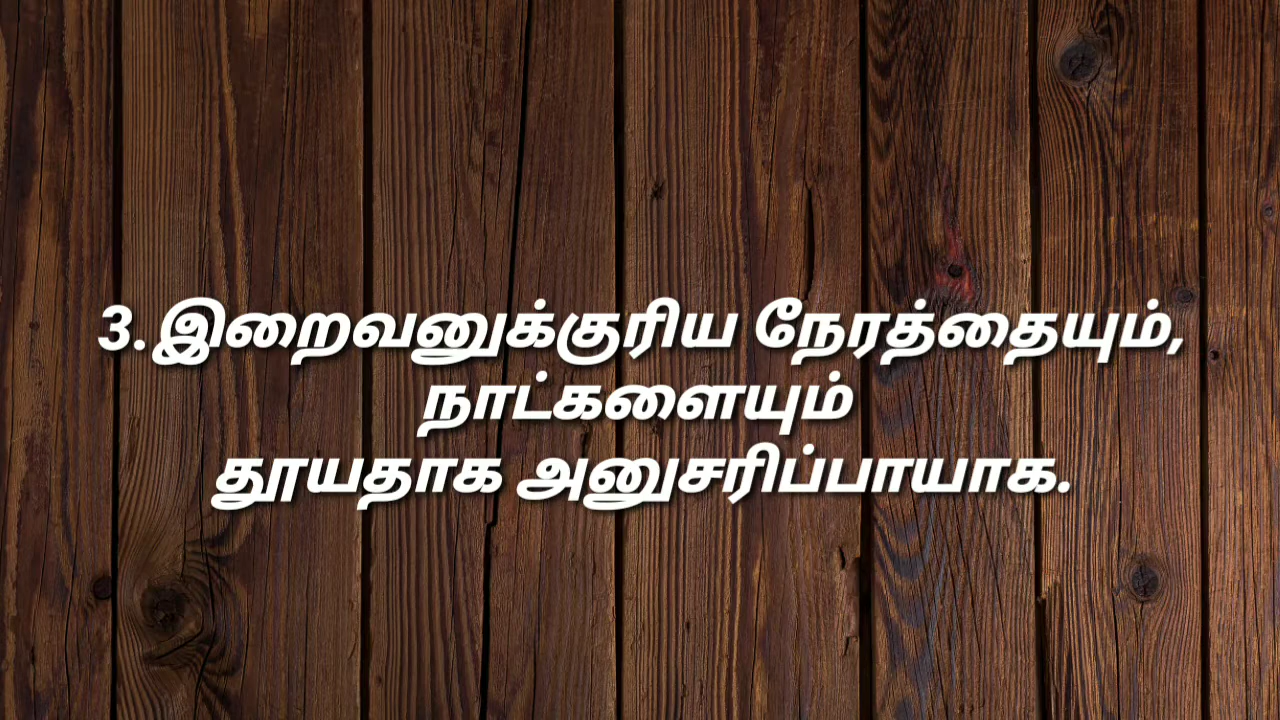 3.இறைவனுக்குரிய நேரத்தையும்,
நாட்களையும்
தூயதாக அனுசரிப்பாயாக.